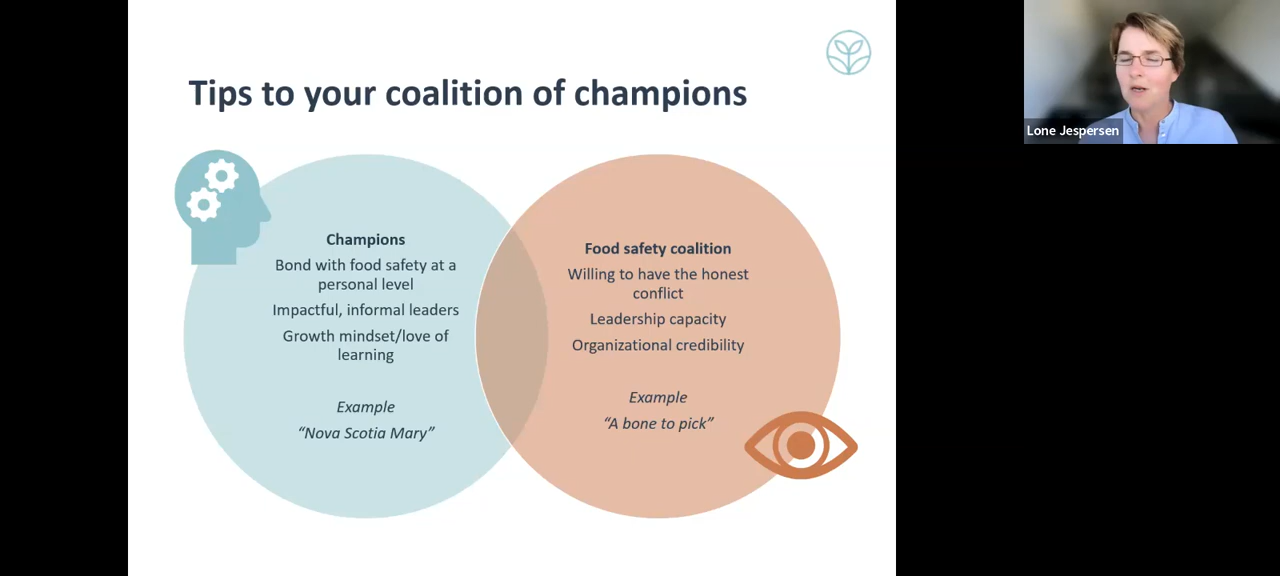 Tips to your coalition of champions
Lone Jespersen
Champions
Bond with food safety at a
personal level
Impactful, informal leaders
Growth mindset/love of
learning
Example
“Nova Scotia Mary”
Food safety coalition
Willing to have the honest
conflict
Leadership capacity
Organizational credibility
Example
“A bone to pick”